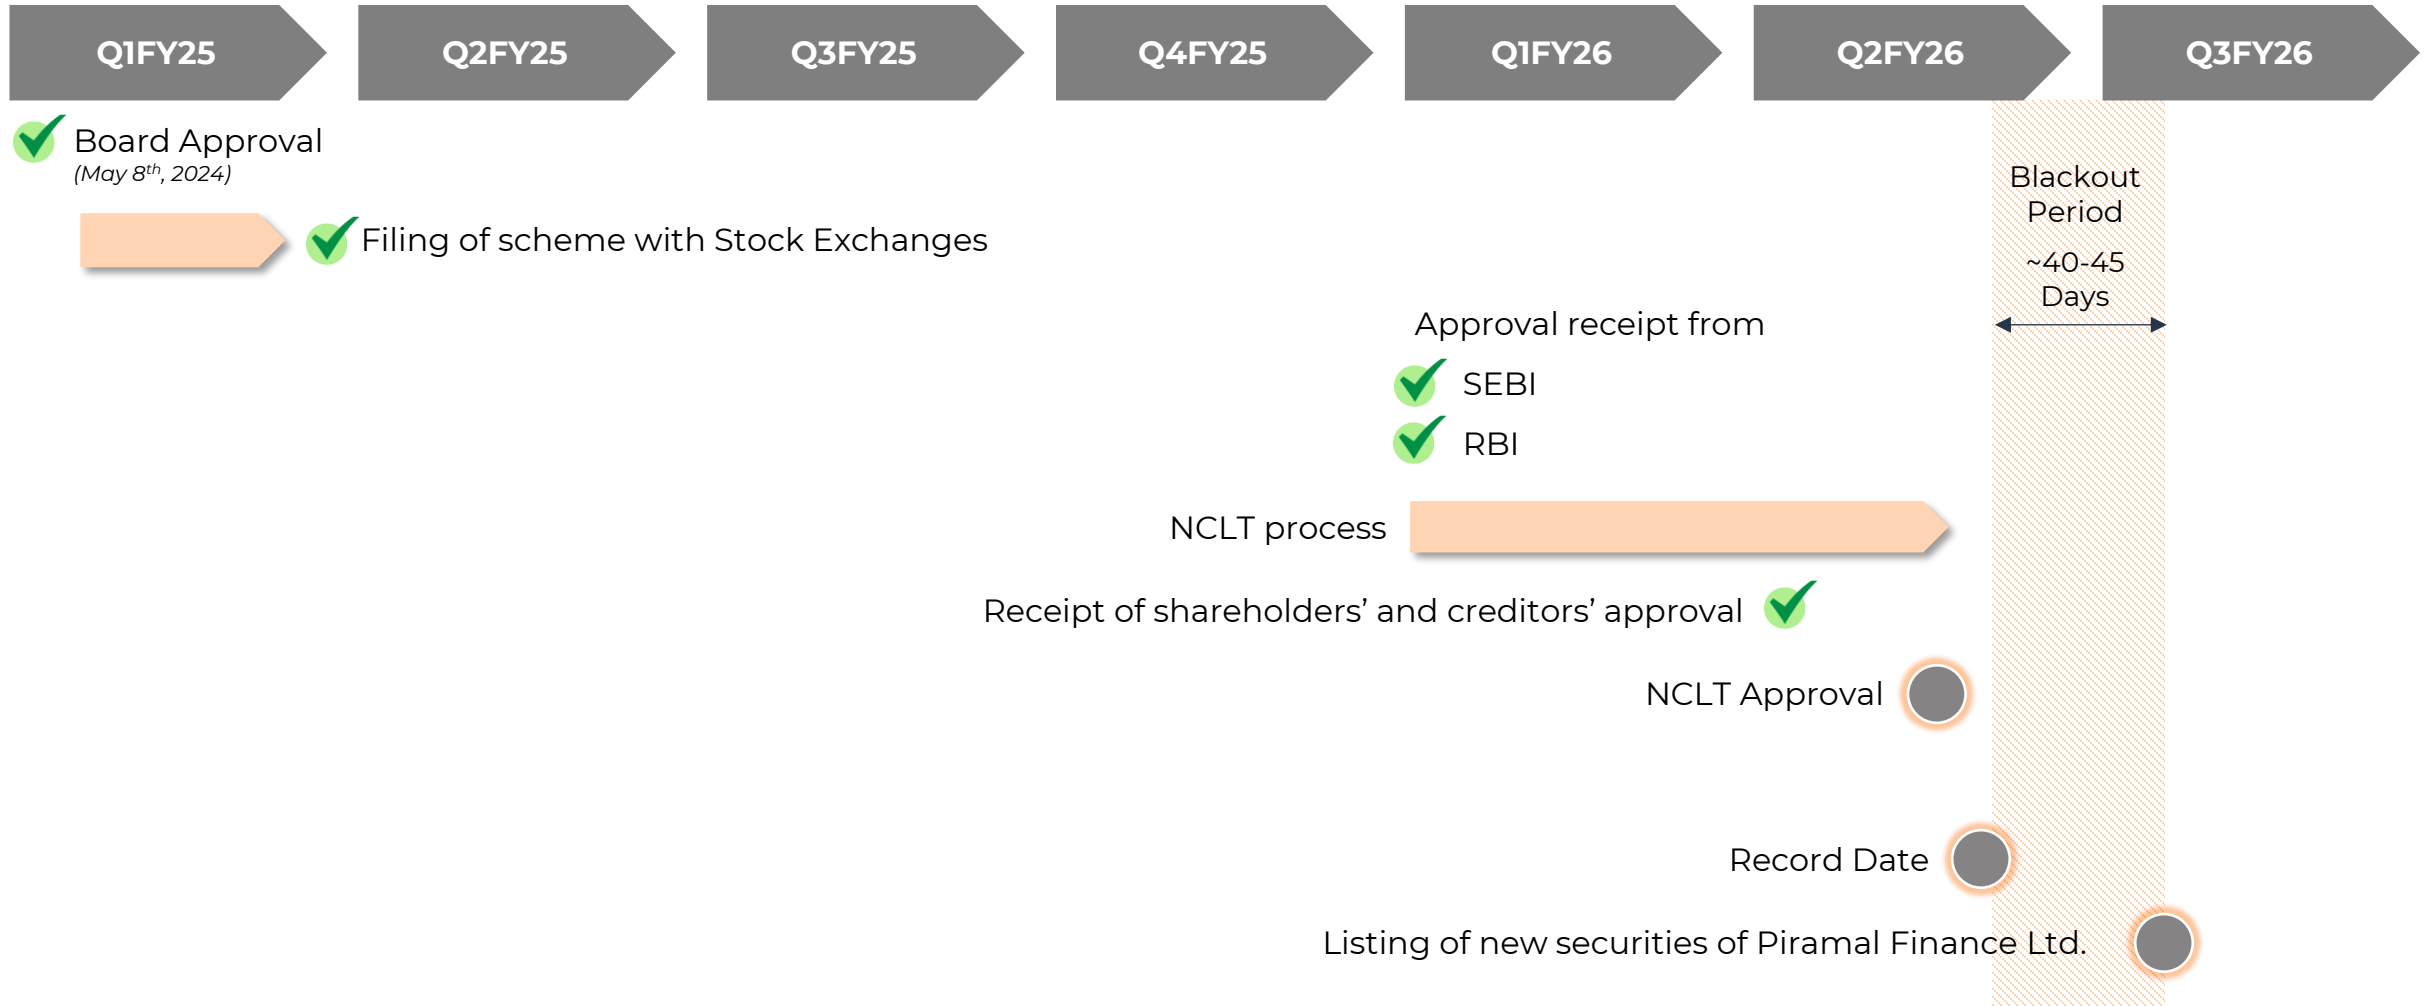 Q1FY25
Q2FY25
Q3FY25
Q4FY25
Q1FY26
Q2FY26
Q3FY26
Board Approval
(May 8th, 2024)
Filing of scheme with Stock Exchanges
Blackout
Period
~40-45
Days
Approval receipt from
SEBI
RBI
NCLT process
Receipt of shareholders’ and creditors’ approval
NCLT Approval
Record Date
Listing of new securities of Piramal Finance Ltd.